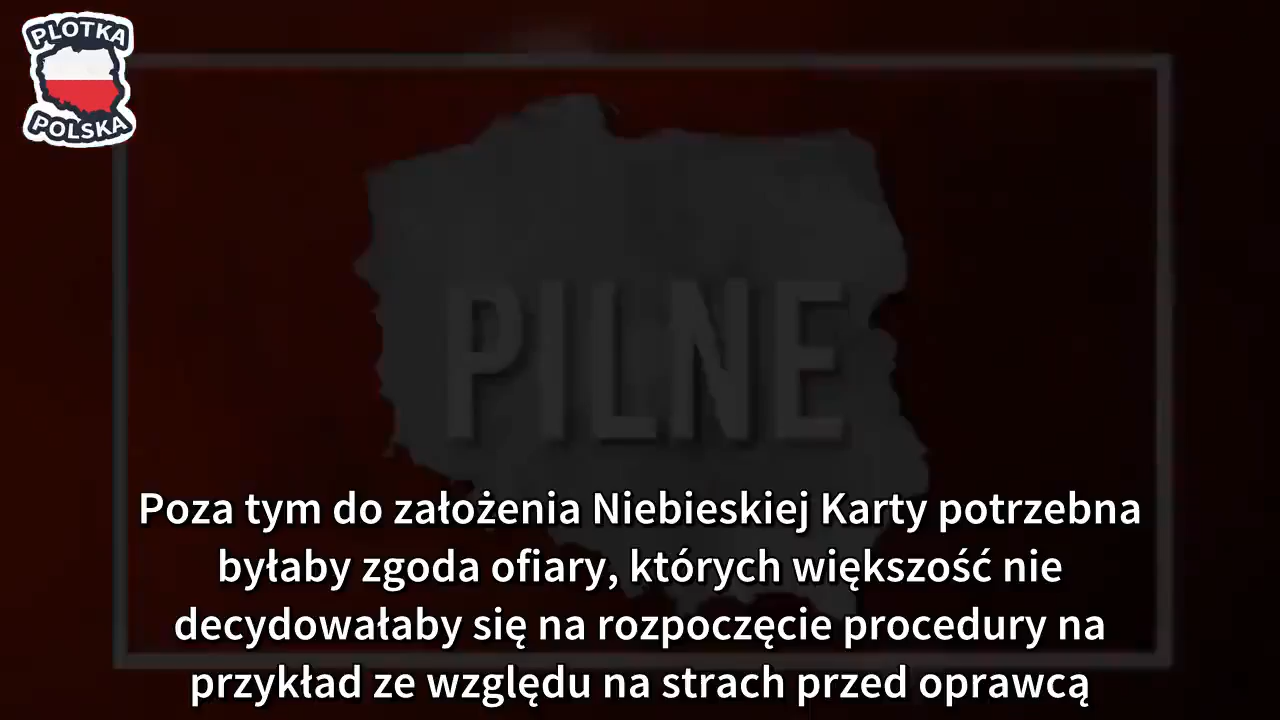 PLOTKA
POLSKA
PILNE
Poza tym do założenia Niebieskiej Karty potrzebna
byłaby zgoda ofiary, których większość nie
decydowałaby się na rozpoczęcie procedury na
przykład ze względu na strach przed oprawcą